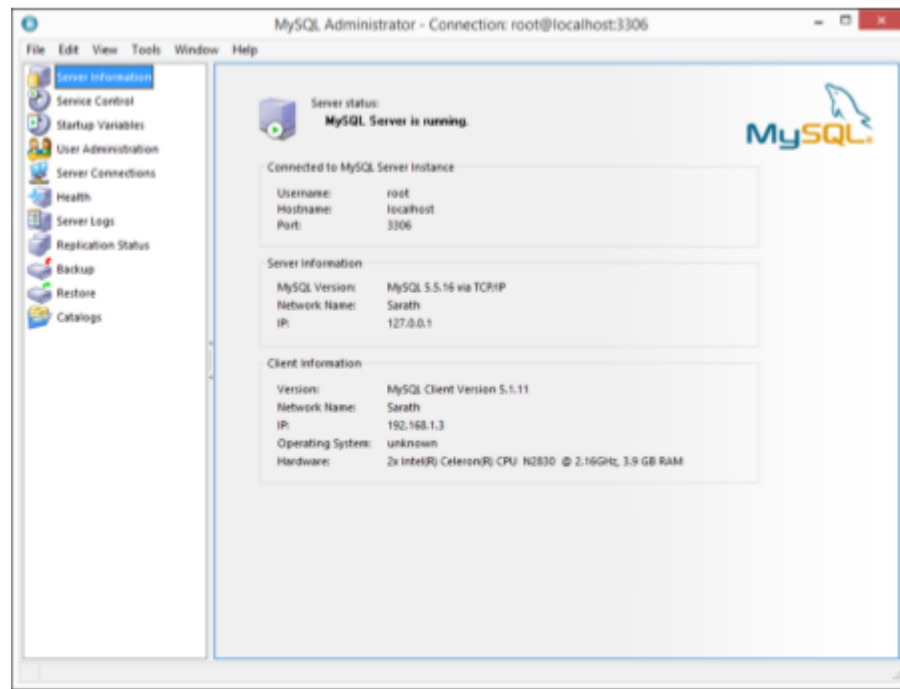 MySQL Administrator - Connection: root@localhost:3306
File Edit View Tools Window Help
Server Information
Service Control
Startup Variables
User Administration
Server Connections
Health
Server Logs
Replication Status
Backup
Restore
Catalogs
Server status:
MySQL Server is running.
MySQL
Connected to MySQL Server Instance
Username: root
Hostname: localhost
Port: 3306
Server Information
MySQL Version: MySQL 5.5.16 via TCP/IP
Network Name: Sarath
IP: 127.0.0.1
Client Information
Version: MySQL Client Version 5.1.11
Network Name: Sarath
IP: 192.168.1.3
Operating System: unknown
Hardware: 2x Intel(R) Celeron(R) CPU N2830 @ 2.16GHz, 3.9 GB RAM